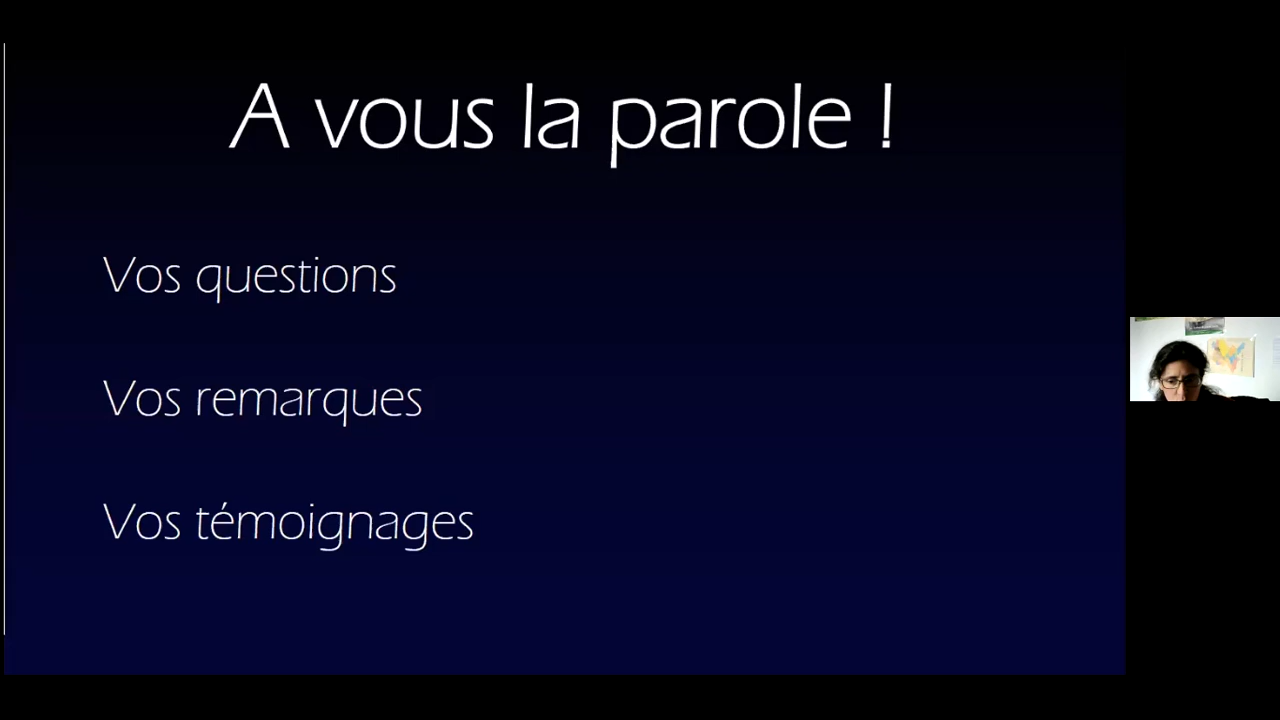 A vous la parole !
Vos questions
Vos remarques
Vos témoignages